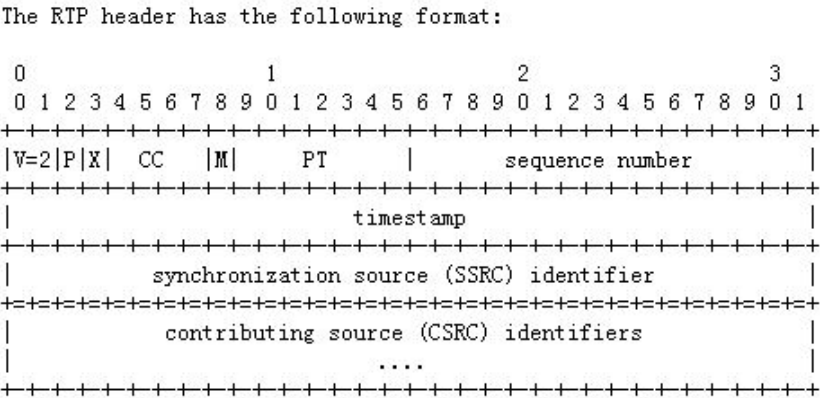 The RTP header has the following format:
 0                   1                   2                   3
 0 1 2 3 4 5 6 7 8 9 0 1 2 3 4 5 6 7 8 9 0 1 2 3 4 5 6 7 8 9 0 1
+-+-+-+-+-+-+-+-+-+-+-+-+-+-+-+-+-+-+-+-+-+-+-+-+-+-+-+-+-+-+-+-+
|V=2|P|X|  CC   |M|     PT      |       sequence number         |
+-+-+-+-+-+-+-+-+-+-+-+-+-+-+-+-+-+-+-+-+-+-+-+-+-+-+-+-+-+-+-+-+
|                           timestamp                           |
+-+-+-+-+-+-+-+-+-+-+-+-+-+-+-+-+-+-+-+-+-+-+-+-+-+-+-+-+-+-+-+-+
|           synchronization source (SSRC) identifier            |
+=+=+=+=+=+=+=+=+=+=+=+=+=+=+=+=+=+=+=+=+=+=+=+=+=+=+=+=+=+=+=+=+
|            contributing source (CSRC) identifiers             |
|                             ....                              |
+-+-+-+-+-+-+-+-+-+-+-+-+-+-+-+-+-+-+-+-+-+-+-+-+-+-+-+-+-+-+-+-+